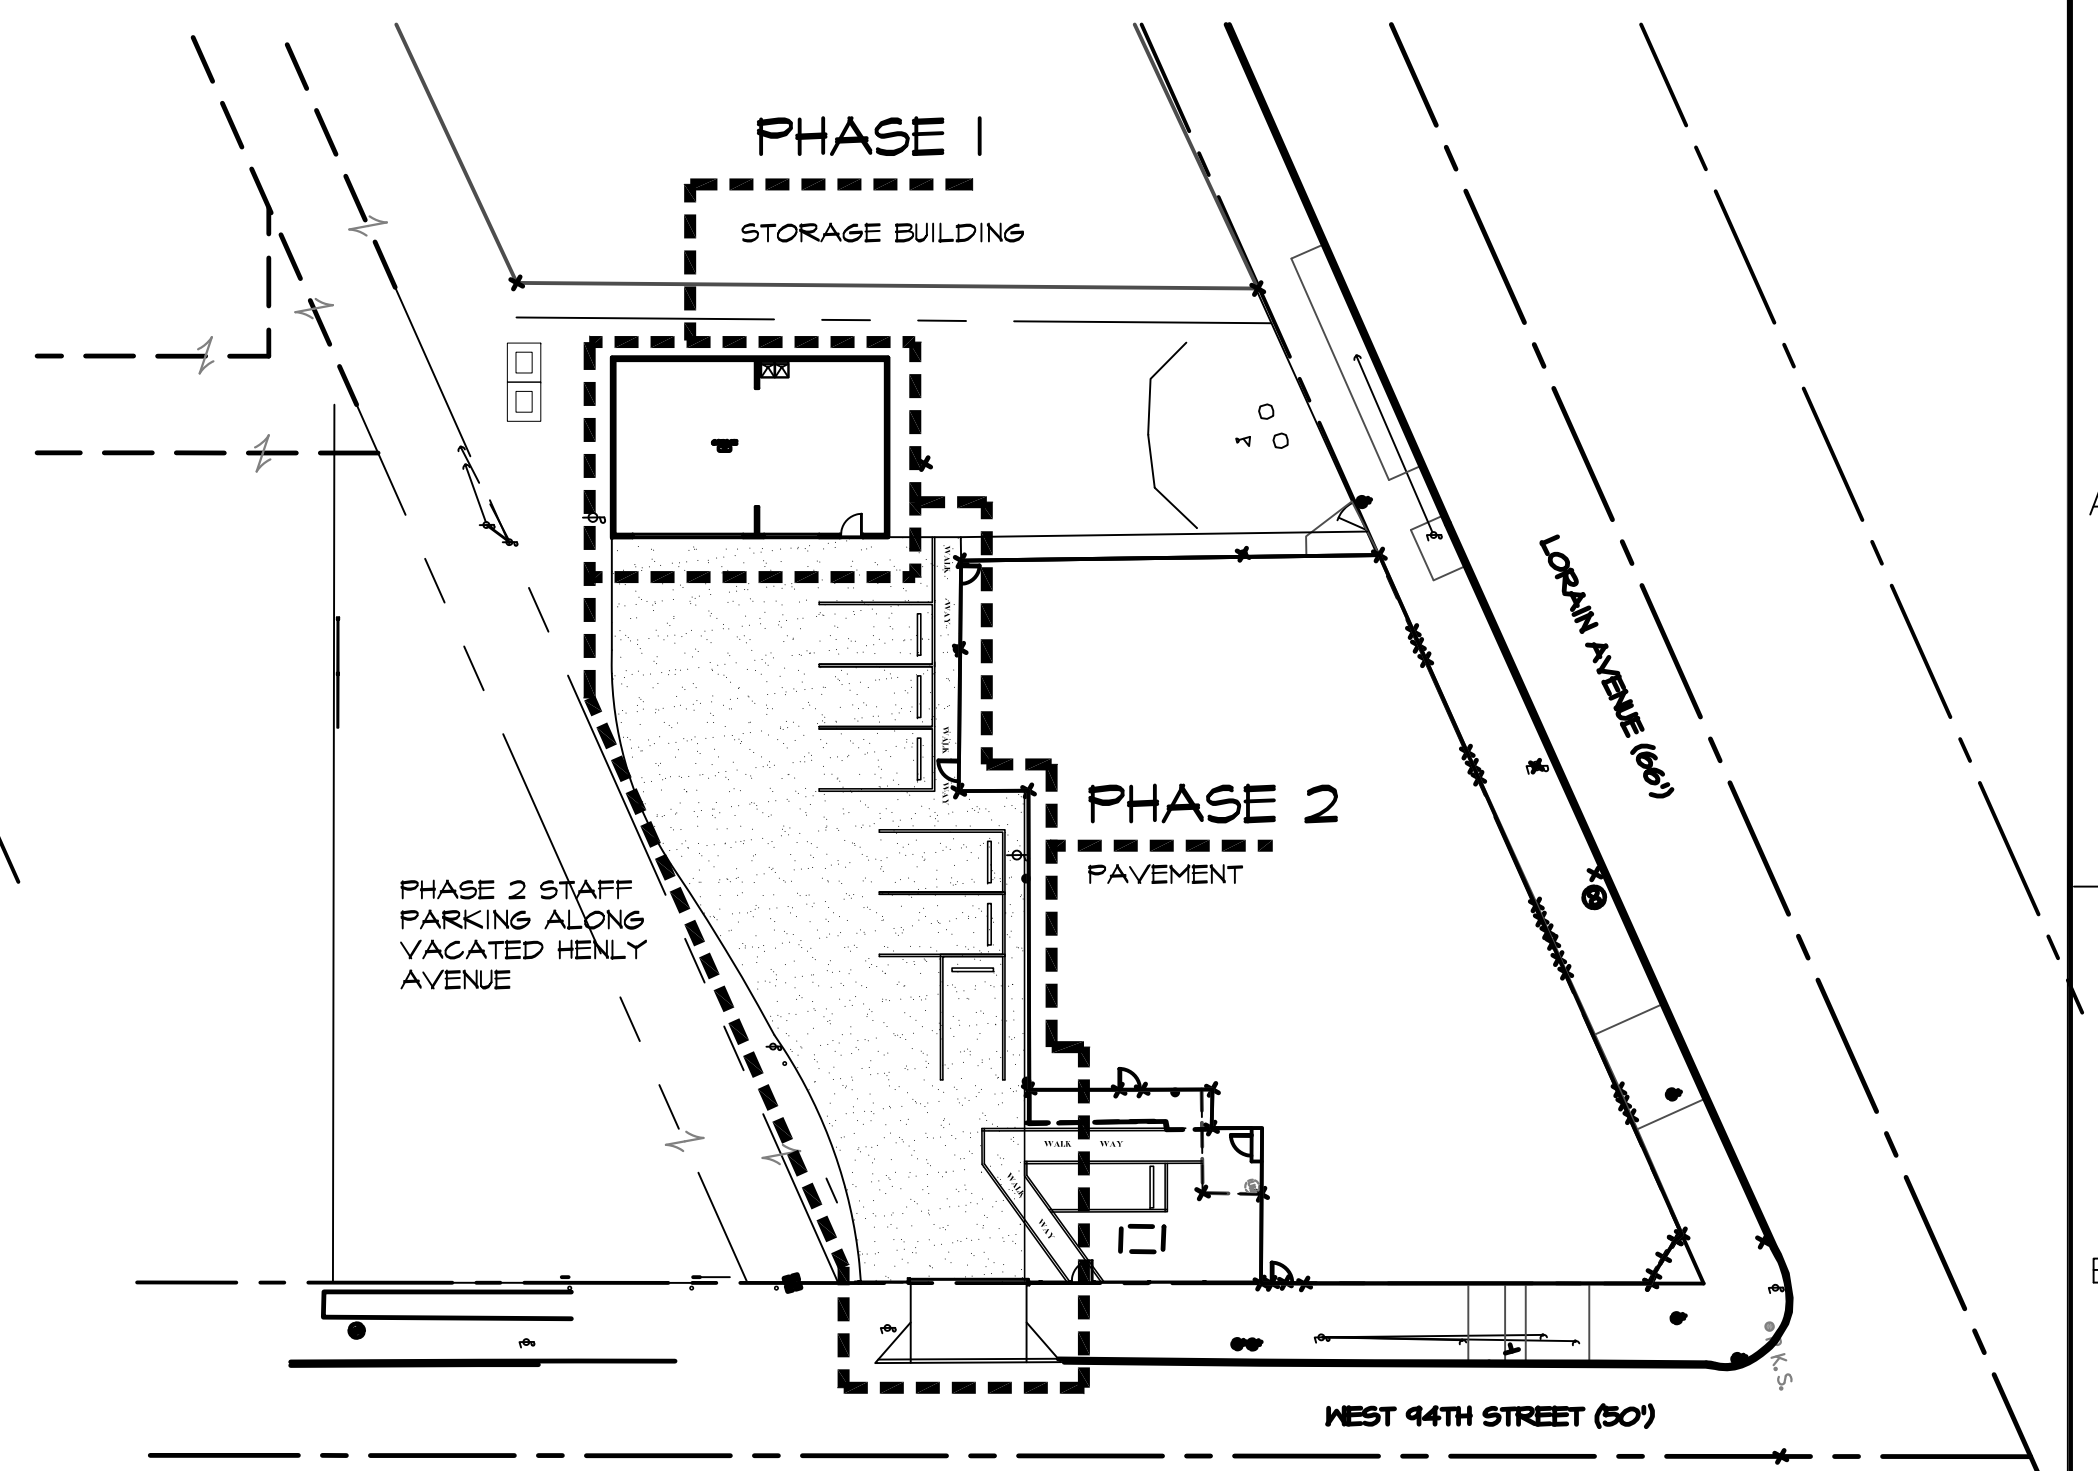 PHASE 1
STORAGE BUILDING
WALK
WAY
WALK
WAY
LORAIN AVENUE (66')
PHASE 2
PAVEMENT
PHASE 2 STAFF
PARKING ALONG
VACATED HENLY
AVENUE
WALK WAY
WALK
WAY
K.S.
WEST 94TH STREET (50')